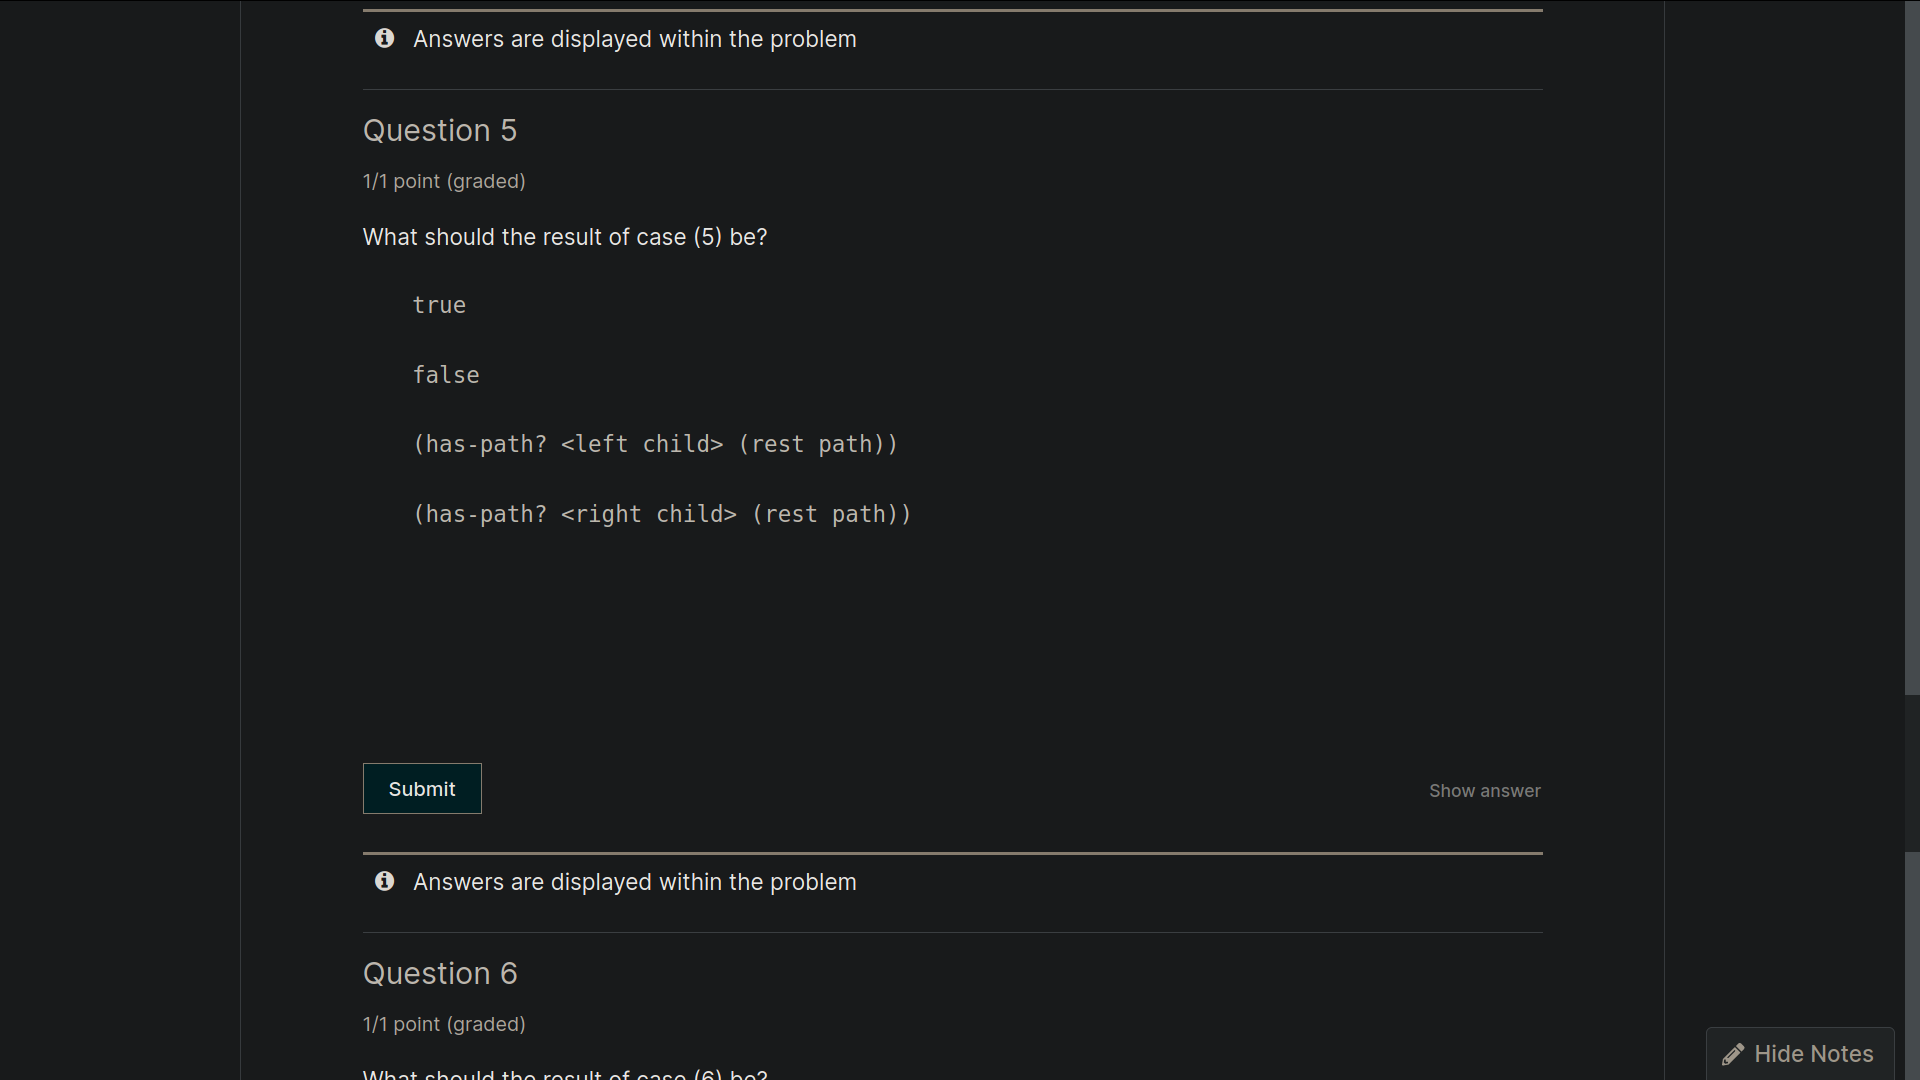 Answers are displayed within the problem
Question 5
1/1 point (graded)
What should the result of case (5) be?
true
false
(has-path? <left child> (rest path))
(has-path? <right child> (rest path))
Submit
Show answer
Answers are displayed within the problem
Question 6
1/1 point (graded)
What should the result of case (6) be?
Hide Notes